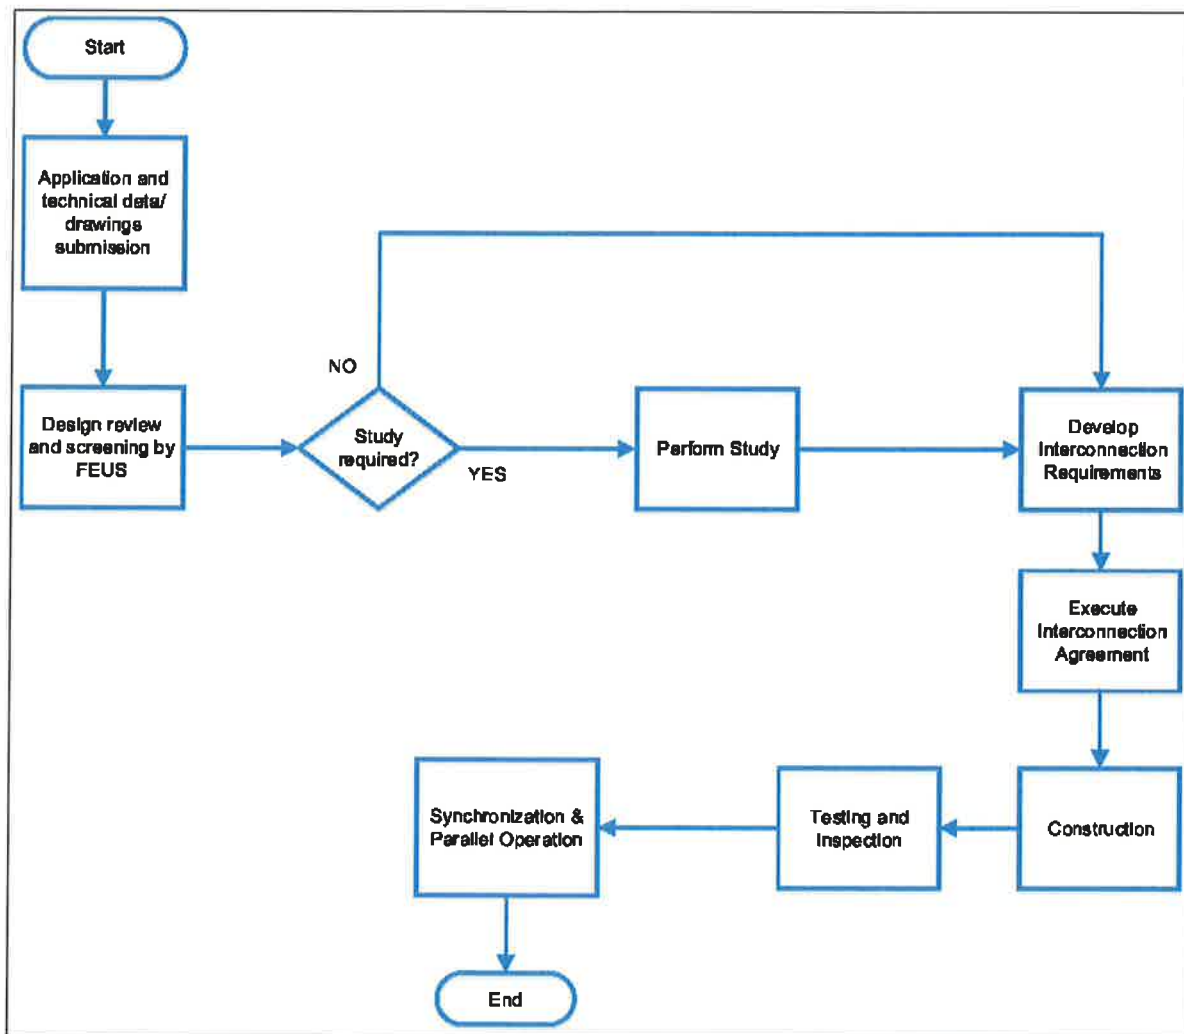 Start
Application and
technical data/
drawings
submission
Design review
and screening by
FEUS
NO
Study
required?
YES
Perform Study
Develop
Interconnection
Requirements
Execute
Interconnection
Agreement
Construction
Testing and
Inspection
Synchronization &
Parallel Operation
End